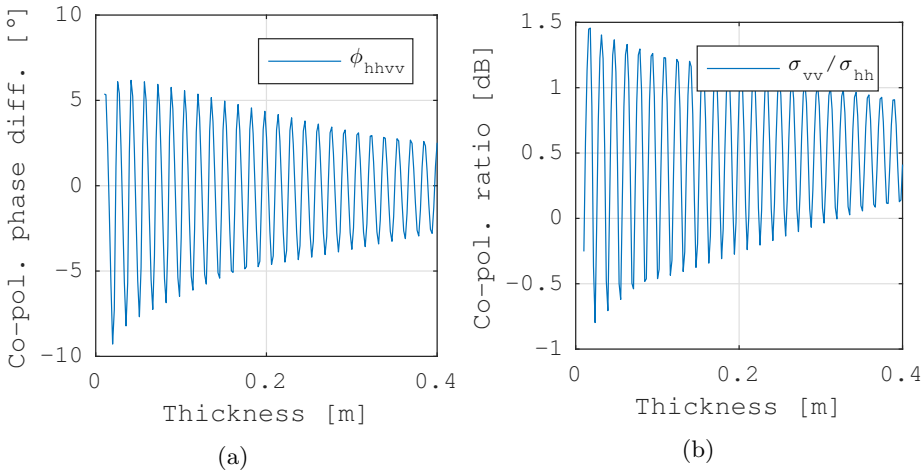 Co-pol. phase diff. [°]
10
5
0
−5
−10
ϕhhvv
0
0.2
0.4
Thickness [m]
(a)
Co-pol. ratio [dB]
1.5
1
0.5
0
−0.5
−1
σvv/σhh
0
0.2
0.4
Thickness [m]
(b)